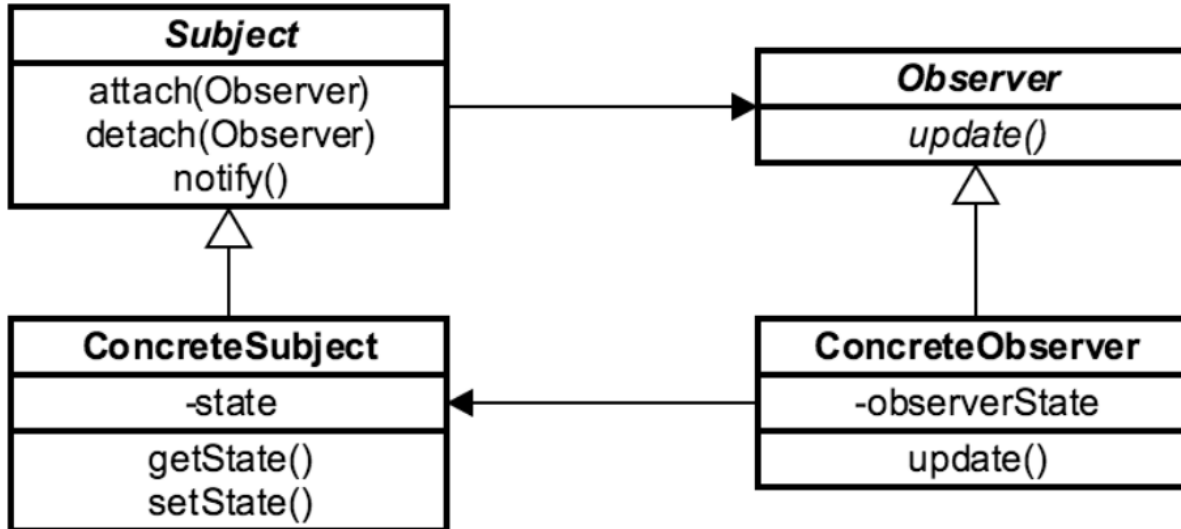 Subject
attach(Observer)
detach(Observer)
notify()
Observer
update()
ConcreteSubject
-state
getState()
setState()
ConcreteObserver
-observerState
update()